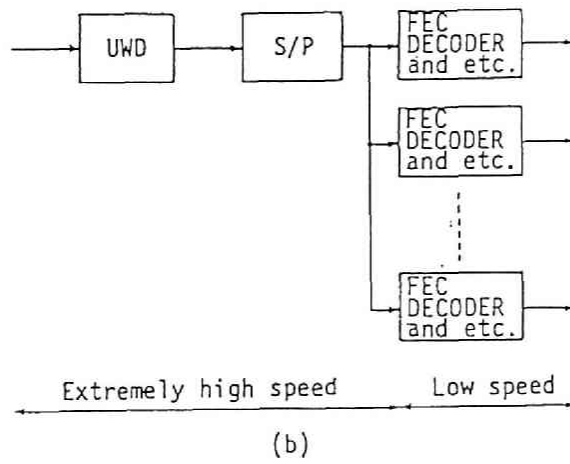 UWD
S/P
FEC
DECODER
and etc.
FEC
DECODER
and etc.
FEC
DECODER
and etc.
Extremely high speed
Low speed
(b)